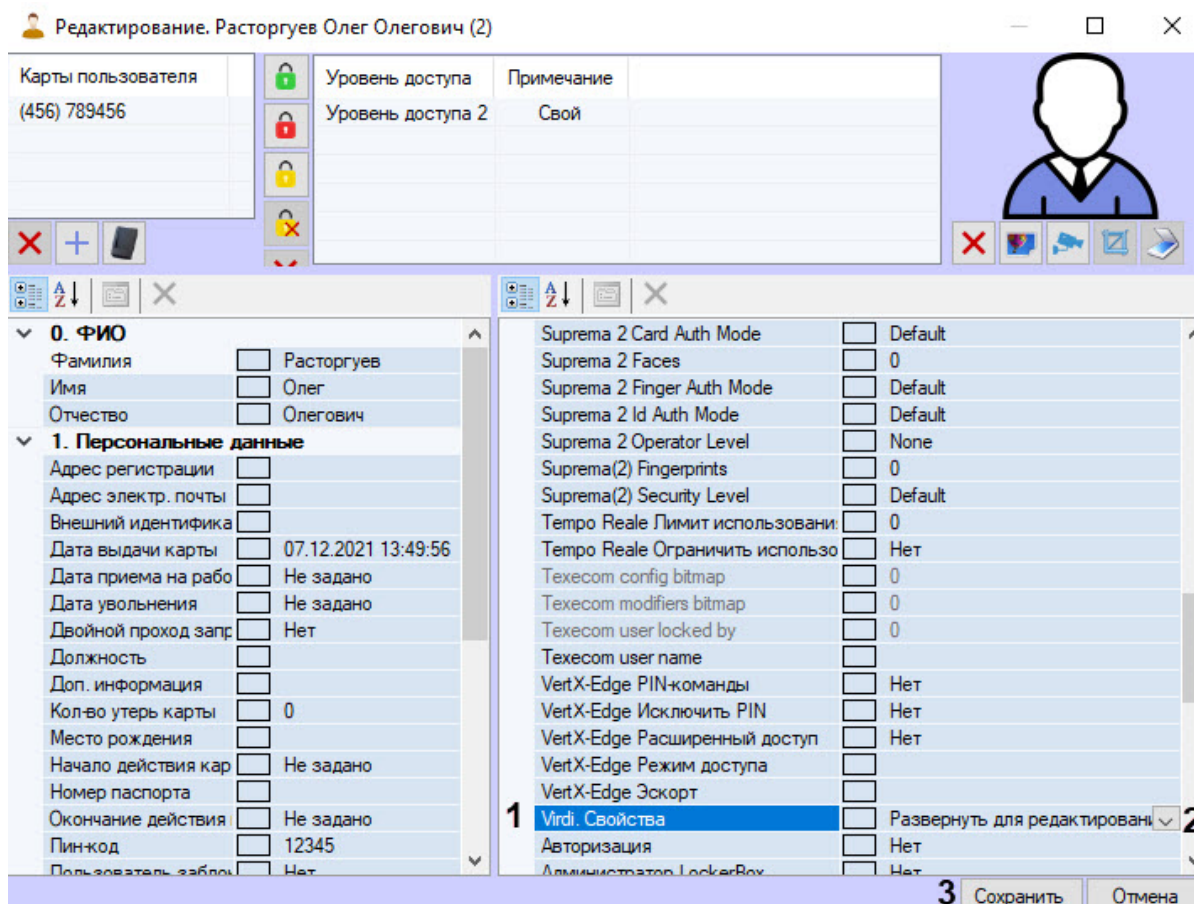 Редактирование. Расторгуев Олег Олегович (2)
Карты пользователя
(456) 789456
Уровень доступа Примечание
Уровень доступа 2 Свой
0. ФИО
Фамилия Расторгуев
Имя Олег
Отчество Олегович
1. Персональные данные
Адрес регистрации
Адрес электр. почты
Внешний идентифика
Дата выдачи карты 07.12.2021 13:49:56
Дата приема на рабо Не задано
Дата увольнения Не задано
Двойной проход запр Нет
Должность
Доп. информация
Кол-во утерь карты 0
Место рождения
Начало действия кар Не задано
Номер паспорта
Окончание действия Не задано
Пин-код 12345
Пользователь заблок Нет
Suprema 2 Card Auth Mode Default
Suprema 2 Faces 0
Suprema 2 Finger Auth Mode Default
Suprema 2 Id Auth Mode Default
Suprema 2 Operator Level None
Suprema(2) Fingerprints 0
Suprema(2) Security Level Default
Tempo Reale Лимит использовани 0
Tempo Reale Ограничить использо Нет
Texecom config bitmap 0
Texecom modifiers bitmap 0
Texecom user locked by 0
Texecom user name
VertX-Edge PIN-команды Нет
VertX-Edge Исключить PIN Нет
VertX-Edge Расширенный доступ Нет
VertX-Edge Режим доступа
VertX-Edge Эскорт
1 Virdi. Свойства Развернуть для редактировани 2
Авторизация Нет
Администратор LockerBox Нет
3 Сохранить Отмена